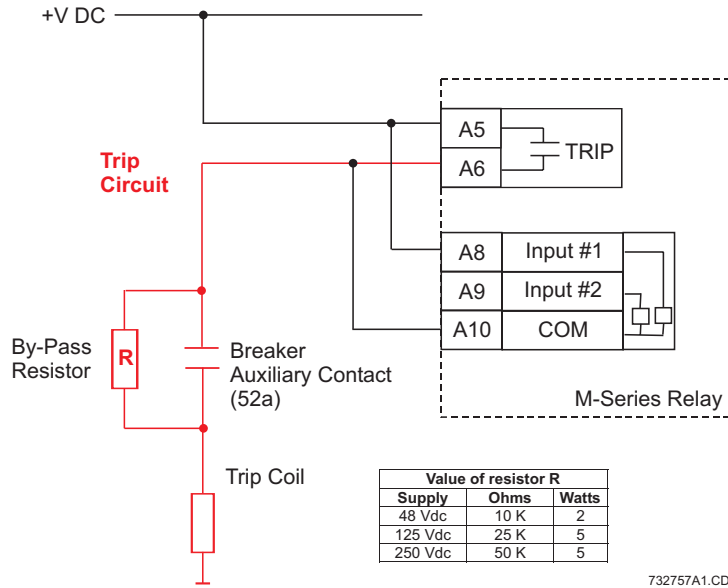 +V DC
A5
TRIP
A6
Trip
Circuit
A8 Input #1
A9 Input #2
A10 COM
By-Pass
Resistor
R
Breaker
Auxiliary Contact
(52a)
M-Series Relay
Trip Coil
Value of resistor R
Supply Ohms Watts
48 Vdc 10 K 2
125 Vdc 25 K 5
250 Vdc 50 K 5
732757A1.CD